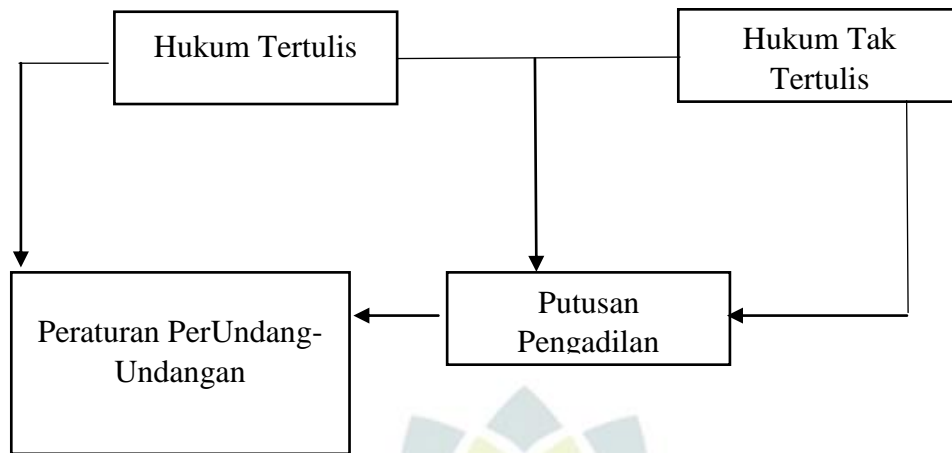 Hukum Tertulis
Hukum Tak
Tertulis
Peraturan PerUndang-
Undangan
Putusan
Pengadilan